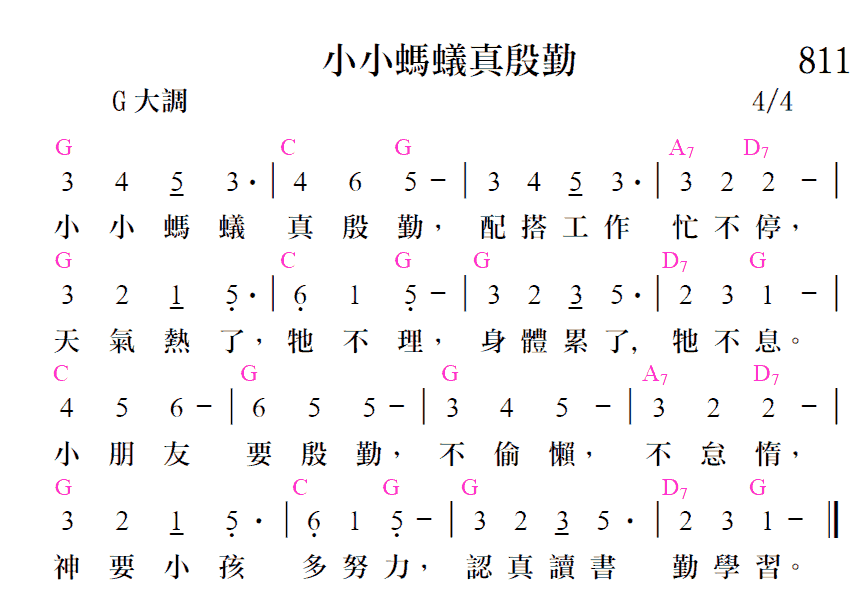 小小螞蟻真殷勤 811
G 大調 4/4
G C G A7 D7
3 4 5 3 · | 4 6 5 – | 3 4 5 3 · | 3 2 2 – |
小小螞蟻 真殷勤， 配搭工作 忙不停，
G C G G D7 G
3 2 1 5 · | 6 1 5 – | 3 2 3 5 · | 2 3 1 – |
天氣熱了，牠不理，身體累了, 牠不息。
C G G A7 D7
4 5 6 – | 6 5 5 – | 3 4 5 – | 3 2 2 – |
小朋友 要殷勤，不偷懶，不怠惰，
G C G G D7 G
3 2 1 5 · | 6 1 5 – | 3 2 3 5 · | 2 3 1 – ‖
神要小孩 多努力，認真讀書 勤學習。